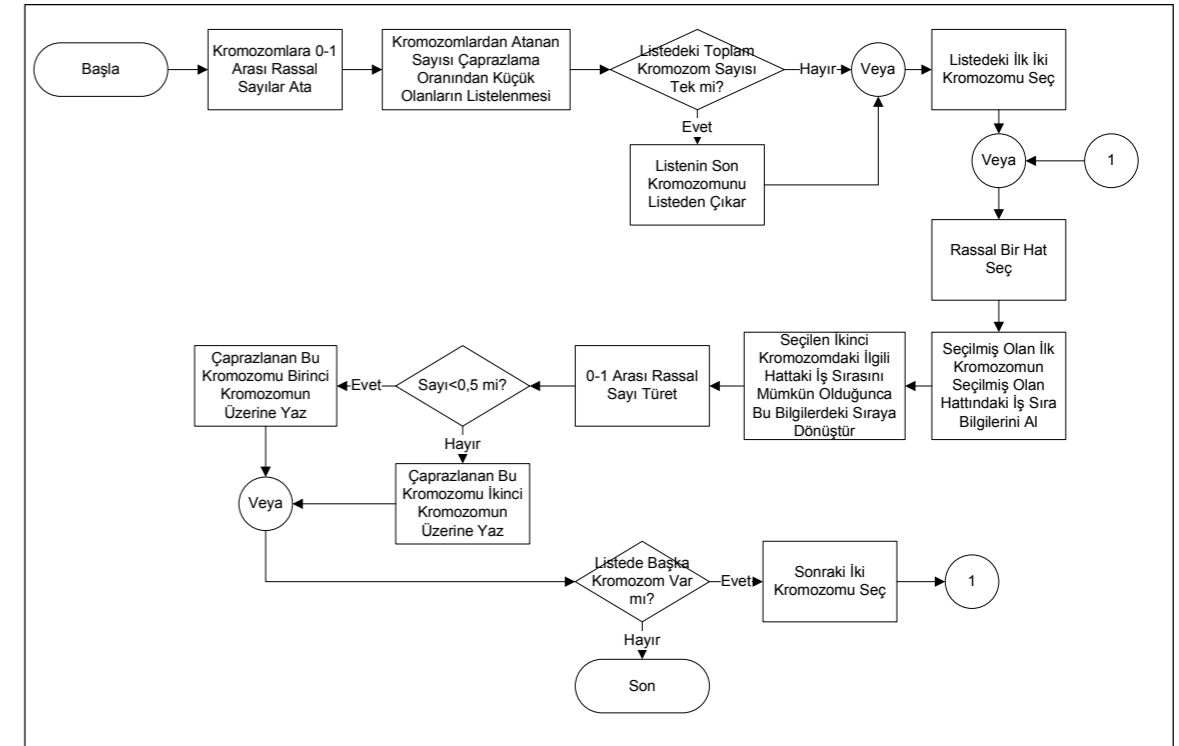 Başla
Kromozomlara 0-1
Arası Rassal
Sayılar Ata
Kromozomlardan Atanan
Sayısı Çaprazlama
Oranından Küçük
Olanların Listelenmesi
Listedeki Toplam
Kromozom Sayısı
Tek mi?
Hayır
Veya
Listedeki İlk İki
Kromozomu Seç
Evet
Listenin Son
Kromozomunu
Listeden Çıkar
Veya
1
Rassal Bir Hat
Seç
Seçilmiş Olan İlk
Kromozomun
Seçilmiş Olan
Hattındaki İş Sıra
Bilgilerini Al
Seçilen İkinci
Kromozomdaki İlgili
Hattaki İş Sırasını
Mümkün Olduğunca
Bu Bilgilerdeki Sıraya
Dönüştür
0-1 Arası Rassal
Sayı Türet
Sayı<0,5 mi?
Evet
Çaprazlanan Bu
Kromozomu Birinci
Kromozomun
Üzerine Yaz
Hayır
Çaprazlanan Bu
Kromozomu İkinci
Kromozomun
Üzerine Yaz
Veya
Listede Başka
Kromozom Var
mı?
Evet
Sonraki İki
Kromozomu Seç
1
Hayır
Son